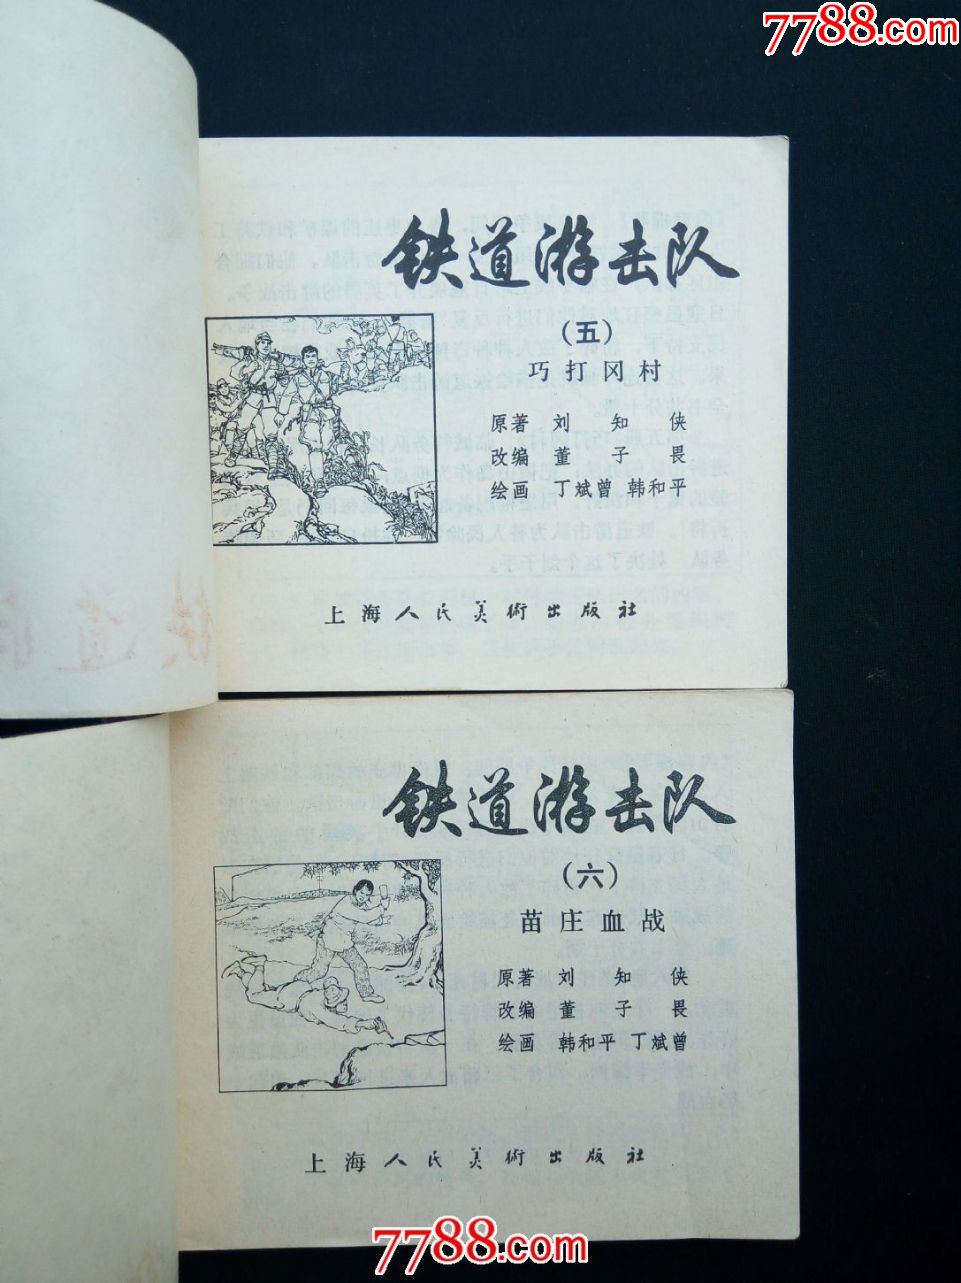 7788.com
铁道游击队
(五)
巧打冈村
原著 刘知侠
改编 董子畏
绘画 丁斌曾 韩和平
上海人民美術出版社
铁道游击队
(六)
苗庄血战
原著 刘知侠
改编 董子畏
绘画 韩和平 丁斌曾
上海人民美術出版社
7788.com